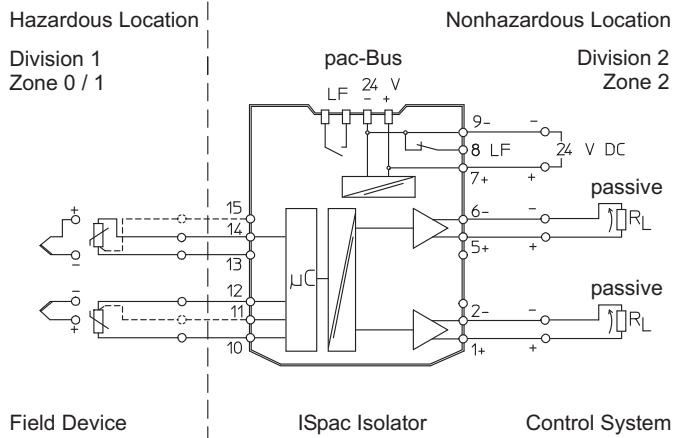 Hazardous Location
Nonhazardous Location
Division 1
Zone 0 / 1
pac-Bus
Division 2
Zone 2
LF
24 V
- +
9-
-
8 LF
24 V DC
7+
+
passive
15
+
6-
-
RL
14
5+
+
-
13
passive
-
12
11
2-
-
RL
+
10
1+
+
µC
Field Device
ISpac Isolator
Control System